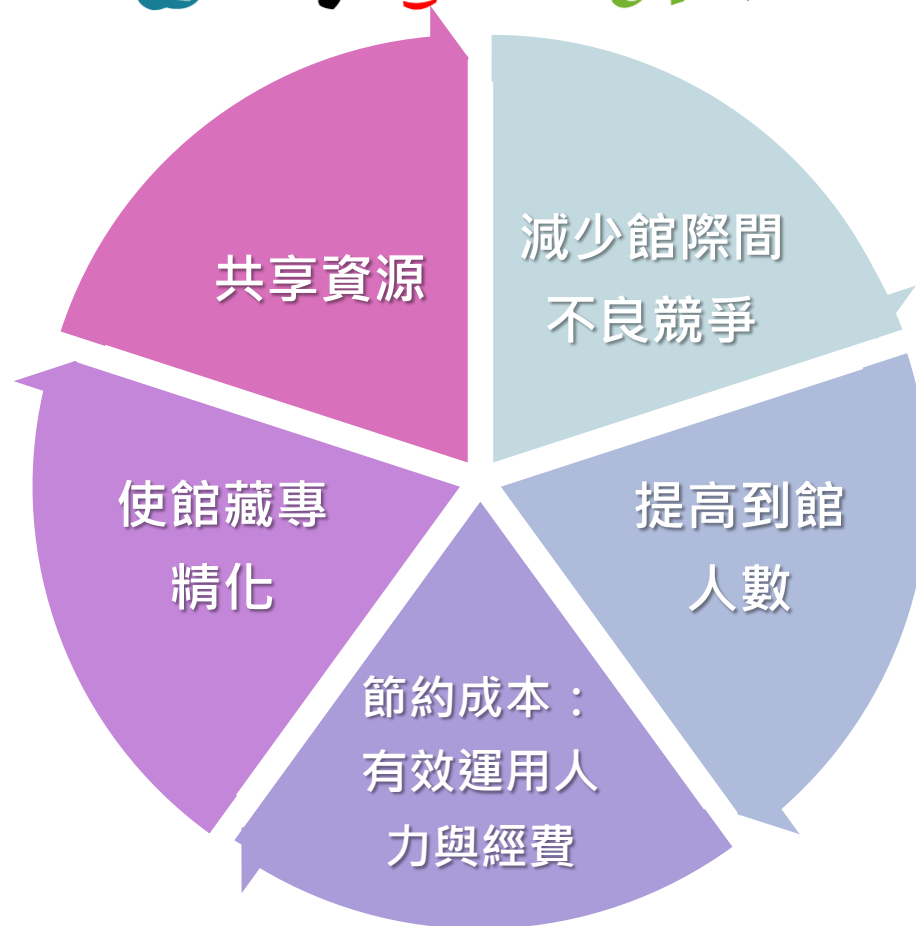 減少館際間
不良競爭
提高到館
人數
節約成本：
有效運用人
力與經費
使館藏專
精化
共享資源